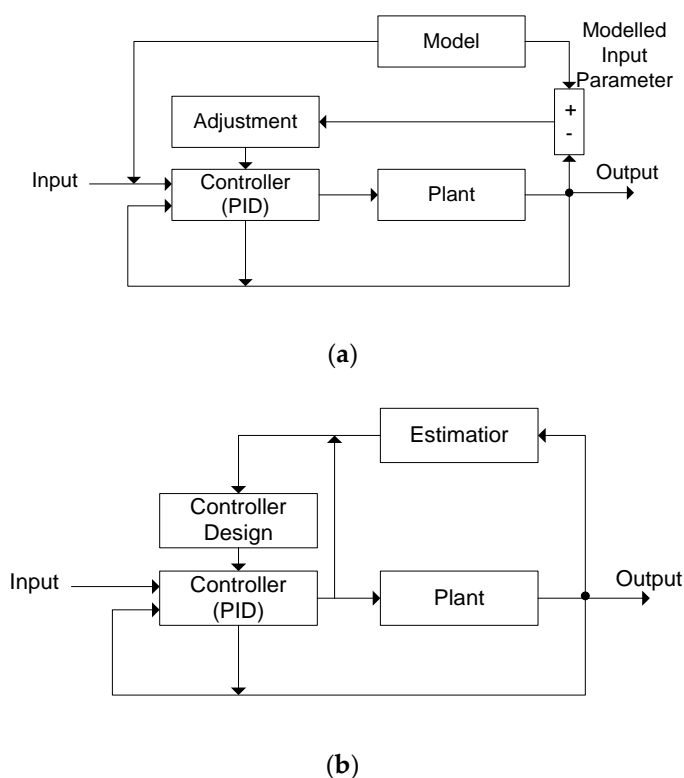 Model
Modelled
Input
Parameter
+
-
Adjustment
Input
Controller
(PID)
Plant
Output
(a)
Estimatior
Controller
Design
Input
Controller
(PID)
Plant
Output
(b)